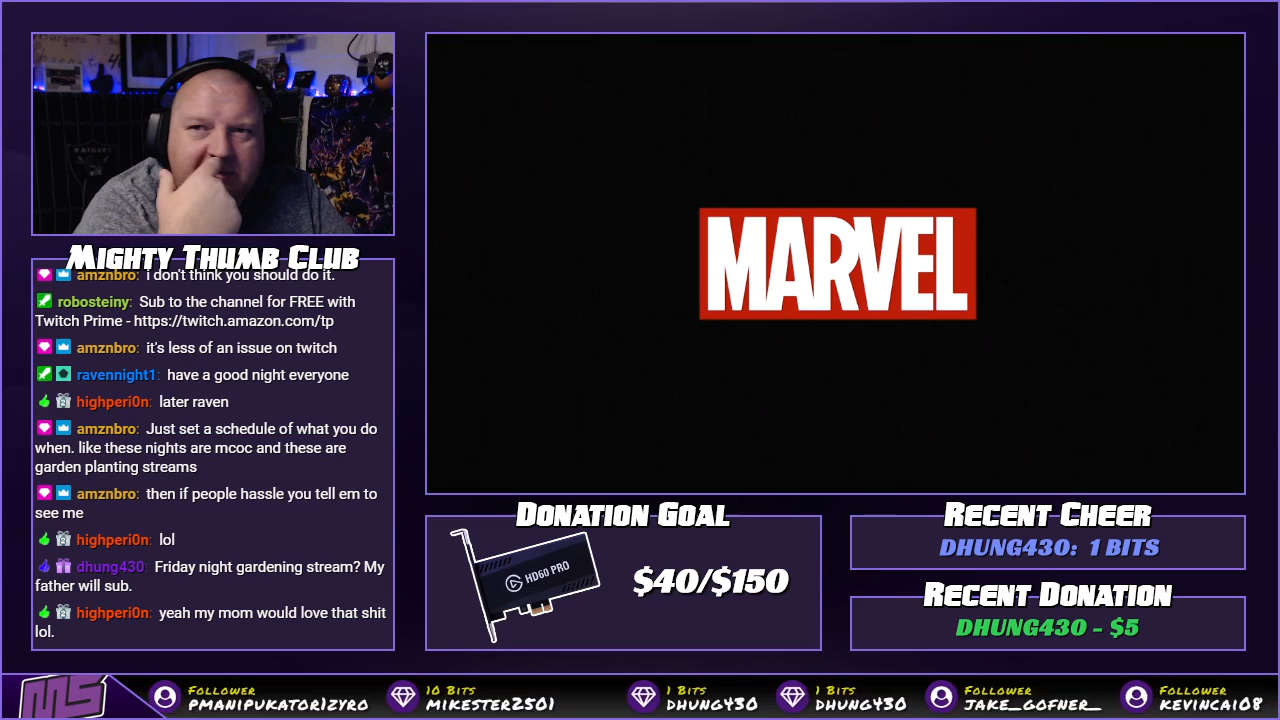 RAIDERS
MARVEL
MIGHTY THUMB CLUB
amznbro: i don't think you should do it.
robosteiny: Sub to the channel for FREE with
Twitch Prime - https://twitch.amazon.com/tp
amznbro: it's less of an issue on twitch
ravennight1: have a good night everyone
highperi0n: later raven
amznbro: Just set a schedule of what you do
when. like these nights are mcoc and these are
garden planting streams
amznbro: then if people hassle you tell em to
see me
highperi0n: lol
dhung430: Friday night gardening stream? My
father will sub.
highperi0n: yeah my mom would love that shit
lol.
DONATION GOAL
HD60 PRO
$40/$150
RECENT CHEER
DHUNG430: 1 BITS
RECENT DONATION
DHUNG430 - $5
MS
FOLLOWER
PMANIPUKATOR1ZYRO
10 BITS
MIKESTER2501
1 BITS
DHUNG430
1 BITS
DHUNG430
FOLLOWER
JAKE_GOFNER_
FOLLOWER
KEVINCAI08